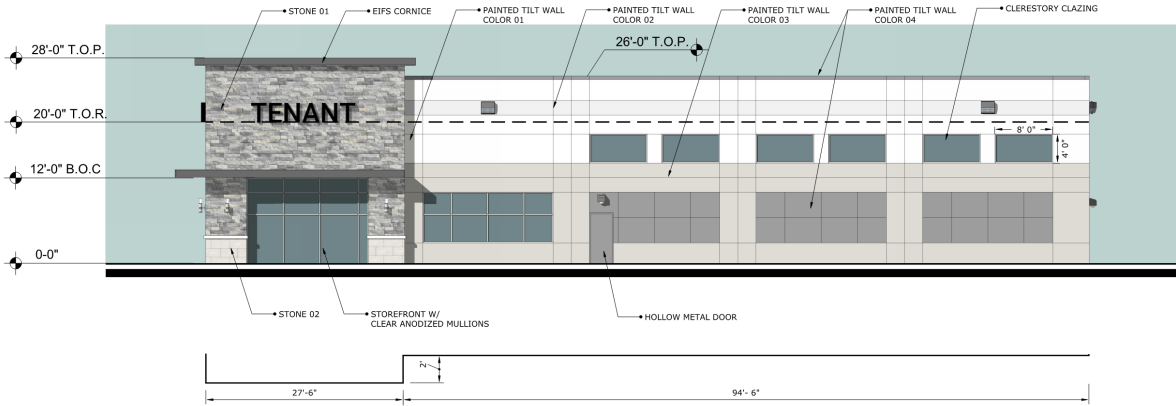 STONE 01
EIFS CORNICE
PAINTED TILT WALL
COLOR 01
PAINTED TILT WALL
COLOR 02
PAINTED TILT WALL
COLOR 03
PAINTED TILT WALL
COLOR 04
CLERESTORY CLAZING
28'-0" T.O.P.
26'-0" T.O.P.
20'-0" T.O.R.
TENANT
8' 0"
4' 0"
12'-0" B.O.C
0-0"
STONE 02
STOREFRONT W/
CLEAR ANODIZED MULLIONS
HOLLOW METAL DOOR
2'
27'-6"
94'- 6"